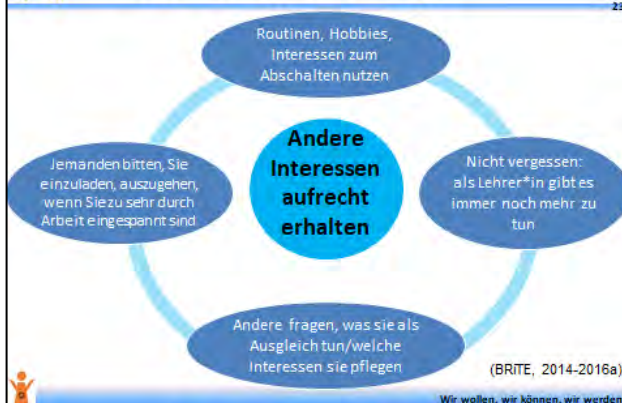 23
Routinen, Hobbies,
Interessen zum
Abschalten nutzen
Andere
Interessen
aufrecht
erhalten
Jemanden bitten, Sie
einzuladen, auszugehen,
wenn Sie zu sehr durch
Arbeit eingespannt sind
Nicht vergessen:
als Lehrer*in gibt es
immer noch mehr zu
tun
Andere fragen, was sie als
Ausgleich tun/welche
Interessen sie pflegen
(BRiTE, 2014-2016a)
Wir wollen, wir können, wir werden